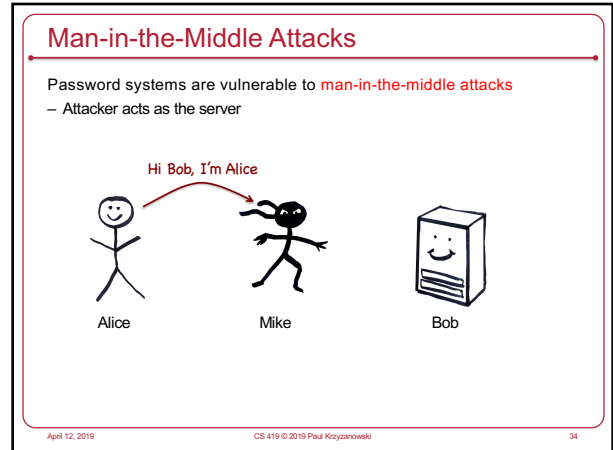 Man-in-the-Middle Attacks
Password systems are vulnerable to man-in-the-middle attacks
– Attacker acts as the server
Hi Bob, I'm Alice
Alice Mike Bob
April 12, 2019 CS 419 © 2019 Paul Krzyzanowski 34